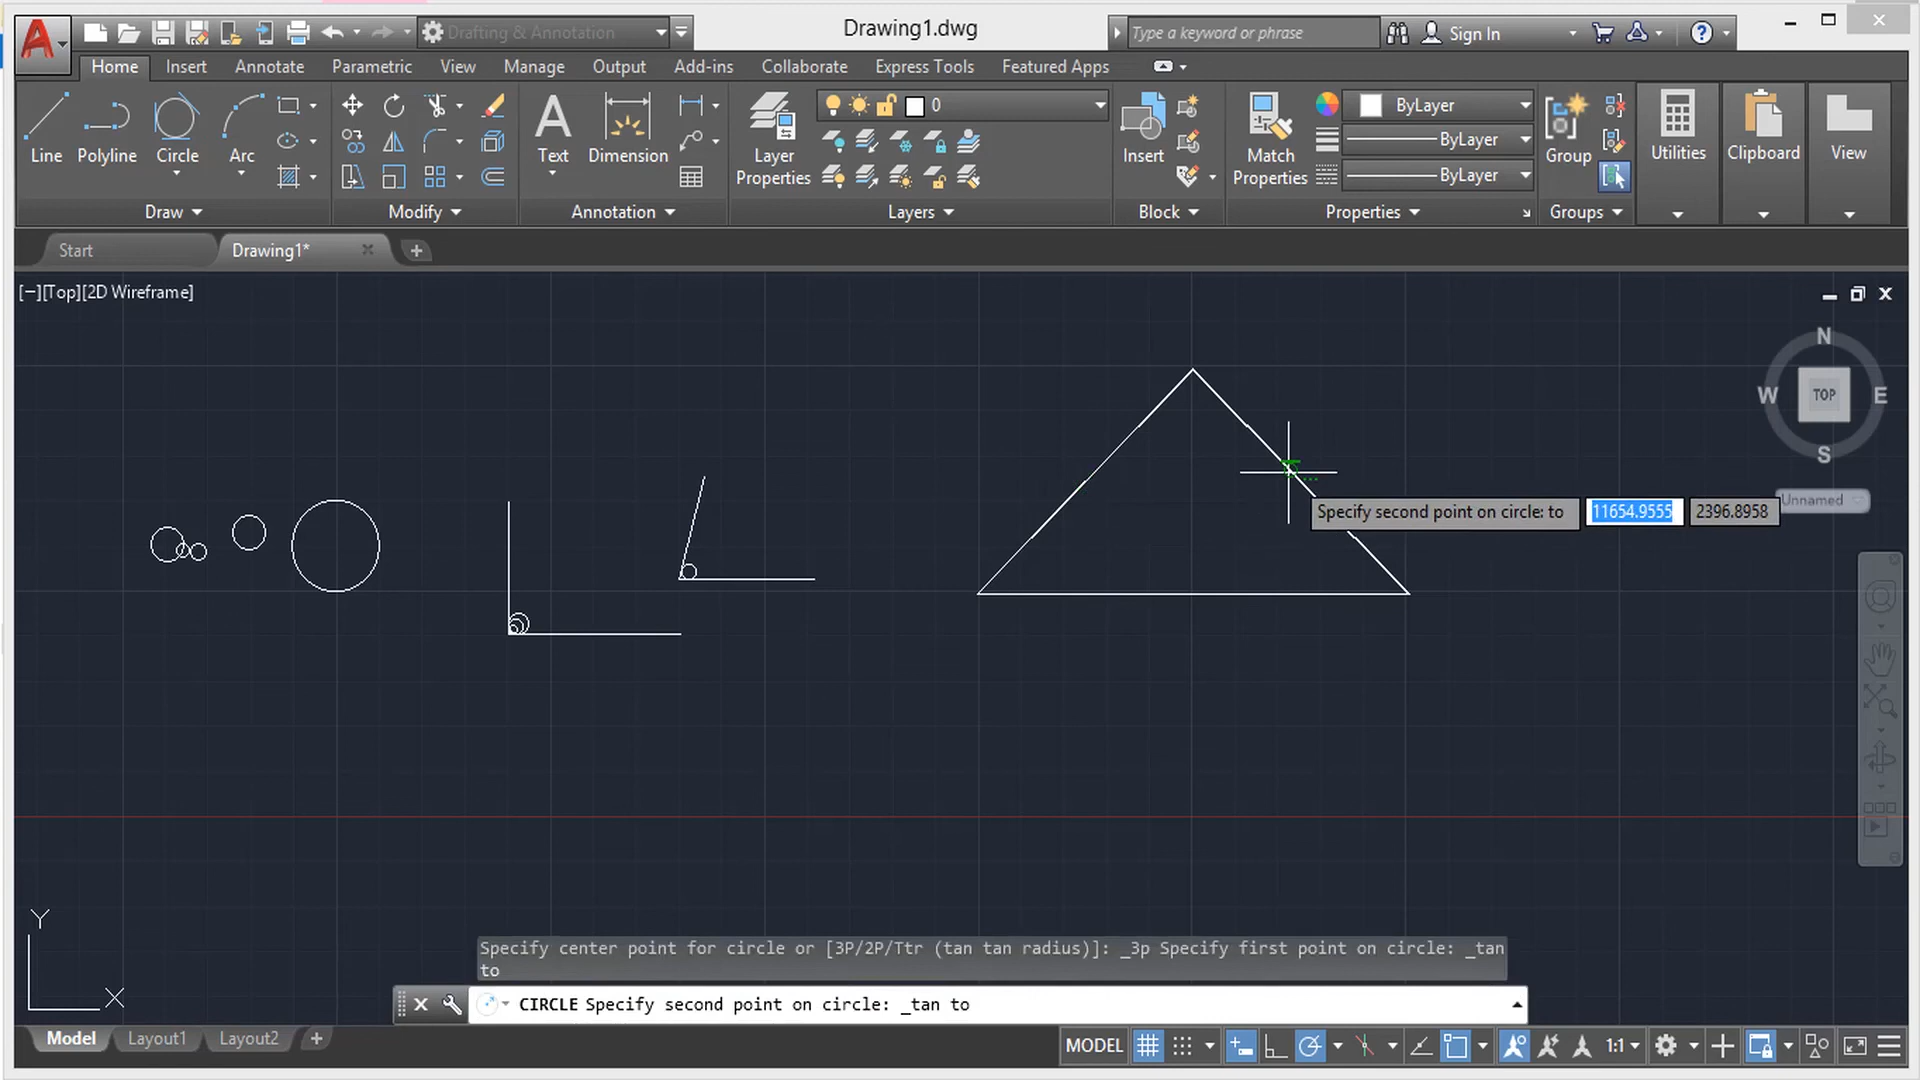 Drafting & Annotation
Drawing1.dwg
Type a keyword or phrase
Sign In
Home Insert Annotate Parametric View Manage Output Add-ins Collaborate Express Tools Featured Apps
Line Polyline Circle Arc
Text Dimension
Layer Properties
0
Insert
Match Properties
ByLayer
ByLayer
ByLayer
Group
Utilities
Clipboard
View
Draw Modify Annotation Layers Block Properties Groups
Start Drawing1*
[−][Top][2D Wireframe]
N
W TOP E
S
Unnamed
Specify second point on circle: to 11654.9555 2396.8958
Y
X
Specify center point for circle or [3P/2P/Ttr (tan tan radius)]: _3p Specify first point on circle: _tan
to
CIRCLE Specify second point on circle: _tan to
Model Layout1 Layout2 +
MODEL 1:1